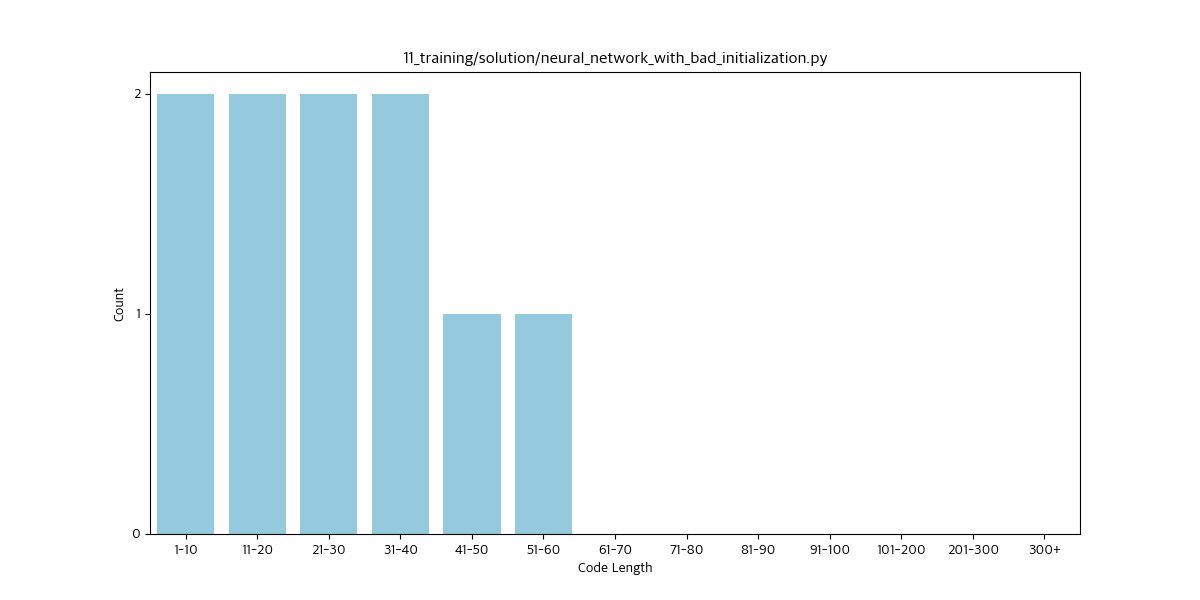 11_training/solution/neural_network_with_bad_initialization.py
Count
2
1
0
1-10 11-20 21-30 31-40 41-50 51-60 61-70 71-80 81-90 91-100 101-200 201-300 300+
Code Length